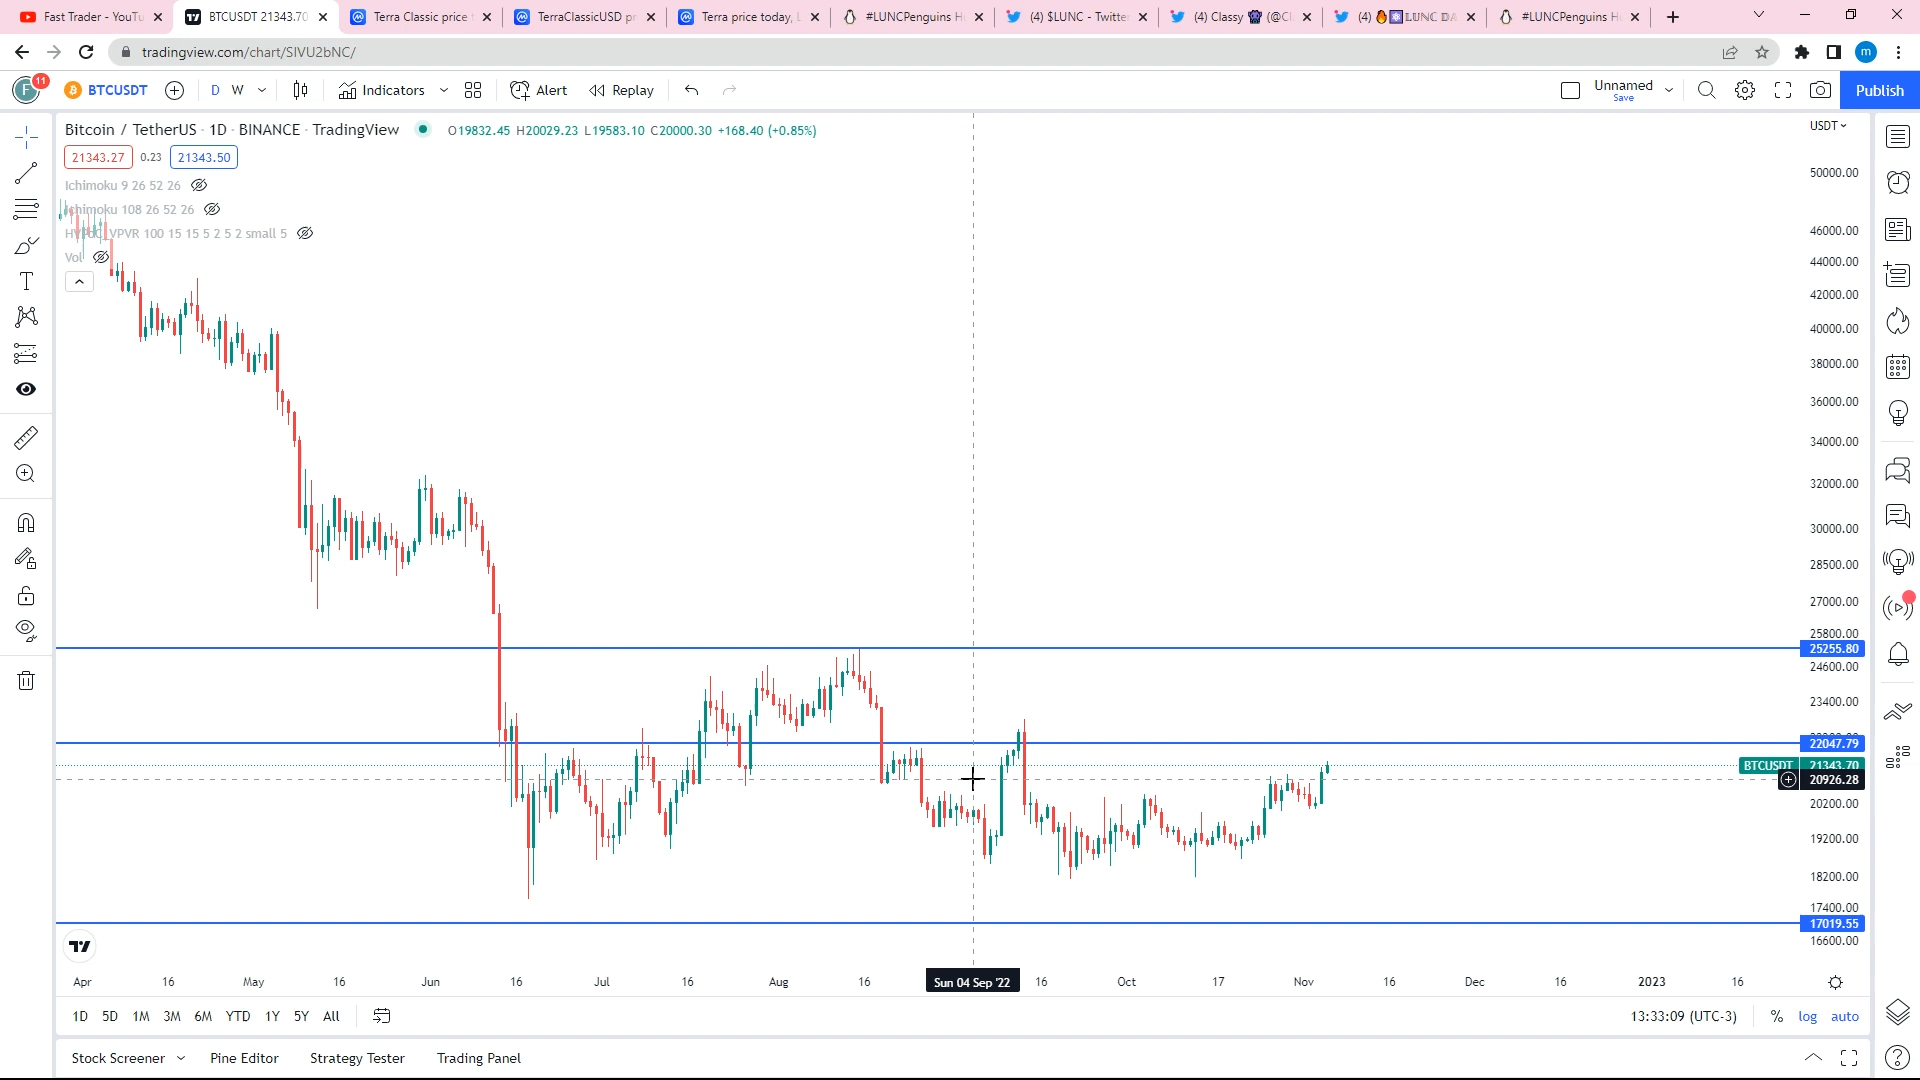 Fast Trader - YouTu
BTCUSDT 21343.70
Terra Classic price t
TerraClassicUSD pr
Terra price today, L
#LUNCPenguins H
(4) $LUNC - Twitter
(4) Classy 👾 (@Cl
(4) 🔥⚛️ LUNC DA
#LUNCPenguins H
tradingview.com/chart/SIVU2bNC/
m
F
11
BTCUSDT
D
W
Indicators
Alert
Replay
Unnamed
Save
Publish
Bitcoin / TetherUS · 1D · BINANCE · TradingView
O19832.45 H20029.23 L19583.10 C20000.30 +168.40 (+0.85%)
USDT
21343.27
0.23
21343.50
Ichimoku 9 26 52 26
Ichimoku 108 26 52 26
VPVR 100 15 15 5 2 5 2 small 5
Vol
50000.00
46000.00
44000.00
42000.00
40000.00
38000.00
36000.00
34000.00
32000.00
30000.00
28500.00
27000.00
25800.00
25255.80
24600.00
23400.00
22047.79
BTCUSDT 21343.70
20926.28
20200.00
19200.00
18200.00
17400.00
17019.55
16600.00
Apr
16
May
16
Jun
16
Jul
16
Aug
16
Sun 04 Sep '22
16
Oct
17
Nov
16
Dec
16
2023
16
1D
5D
1M
3M
6M
YTD
1Y
5Y
All
13:33:09 (UTC-3)
%
log
auto
Stock Screener
Pine Editor
Strategy Tester
Trading Panel